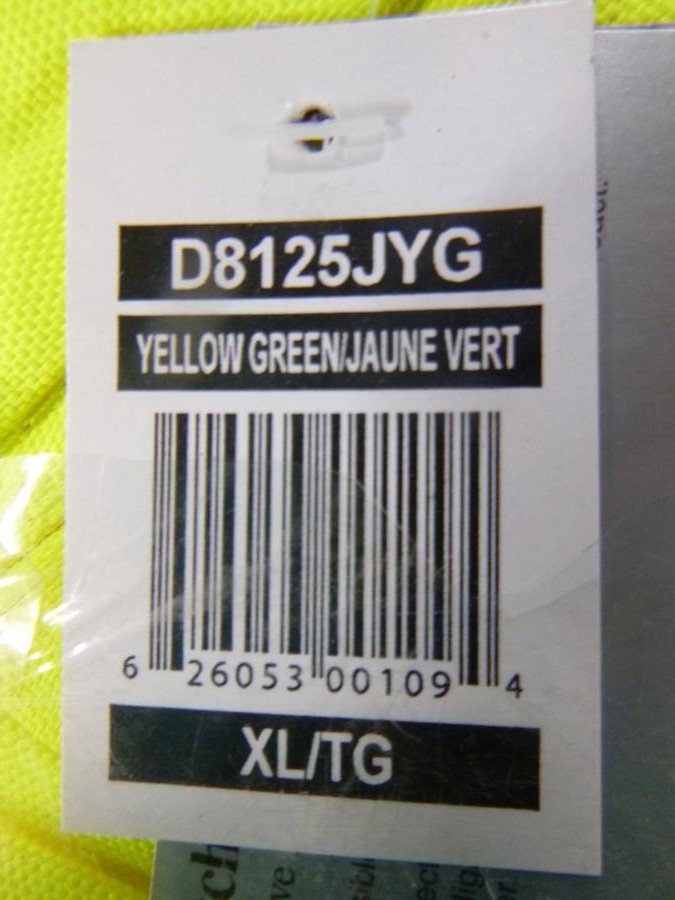 D8125JYG
YELLOW GREEN/JAUNE VERT
6 26053 00109 4
XL/TG